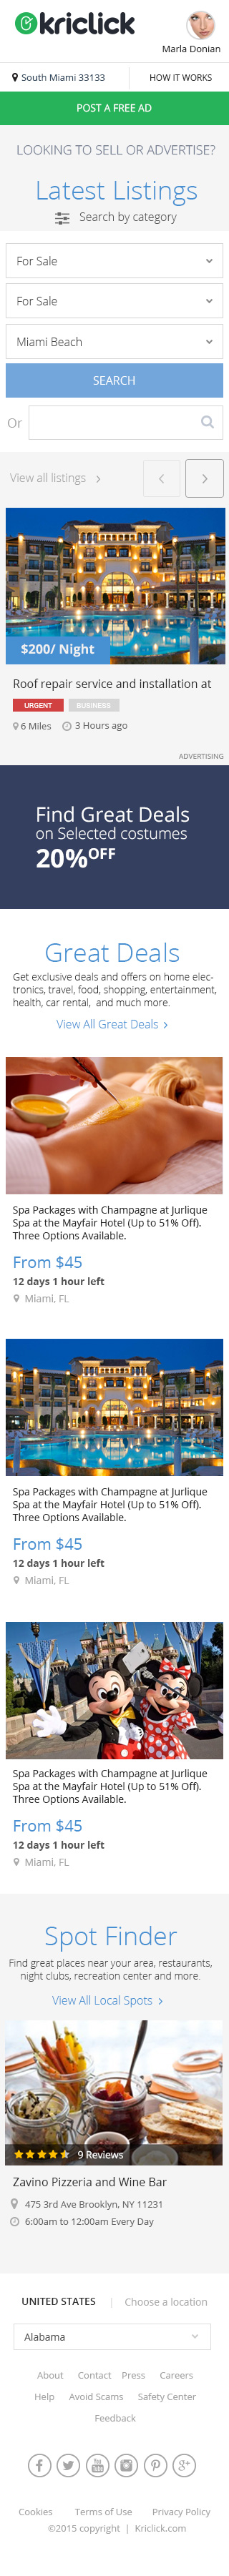 kriclick
Marla Donian
South Miami 33133
HOW IT WORKS
POST A FREE AD
LOOKING TO SELL OR ADVERTISE?
Latest Listings
Search by category
For Sale
For Sale
Miami Beach
SEARCH
Or
View all listings
$200/ Night
Roof repair service and installation at
URGENT
BUSINESS
6 Miles
3 Hours ago
ADVERTISING
Find Great Deals
on Selected costumes
20%OFF
Great Deals
Get exclusive deals and offers on home elec-
tronics, travel, food, shopping, entertainment,
health, car rental, and much more.
View All Great Deals
Spa Packages with Champagne at Jurlique
Spa at the Mayfair Hotel (Up to 51% Off).
Three Options Available.
From $45
12 days 1 hour left
Miami, FL
Spa Packages with Champagne at Jurlique
Spa at the Mayfair Hotel (Up to 51% Off).
Three Options Available.
From $45
12 days 1 hour left
Miami, FL
Spa Packages with Champagne at Jurlique
Spa at the Mayfair Hotel (Up to 51% Off).
Three Options Available.
From $45
12 days 1 hour left
Miami, FL
Spot Finder
Find great places near your area, restaurants,
night clubs, recreation center and more.
View All Local Spots
9 Reviews
Zavino Pizzeria and Wine Bar
475 3rd Ave Brooklyn, NY 11231
6:00am to 12:00am Every Day
UNITED STATES | Choose a location
Alabama
About Contact Press Careers
Help Avoid Scams Safety Center
Feedback
You Tube
Cookies Terms of Use Privacy Policy
©2015 copyright | Kriclick.com